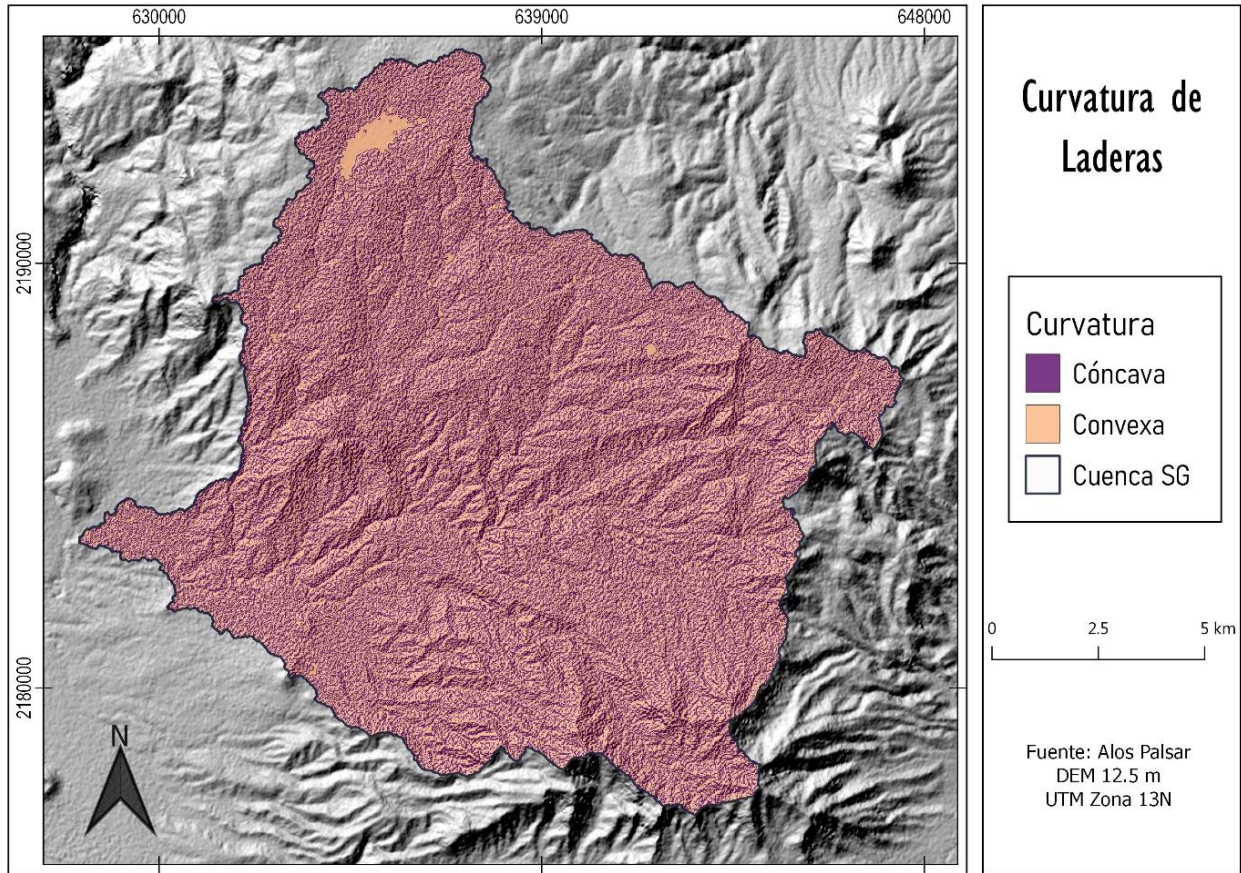 630000
639000
648000
2190000
2180000
N
Curvatura de
Laderas
Curvatura
Cóncava
Convexa
Cuenca SG
0 2.5 5 km
Fuente: Alos Palsar
DEM 12.5 m
UTM Zona 13N